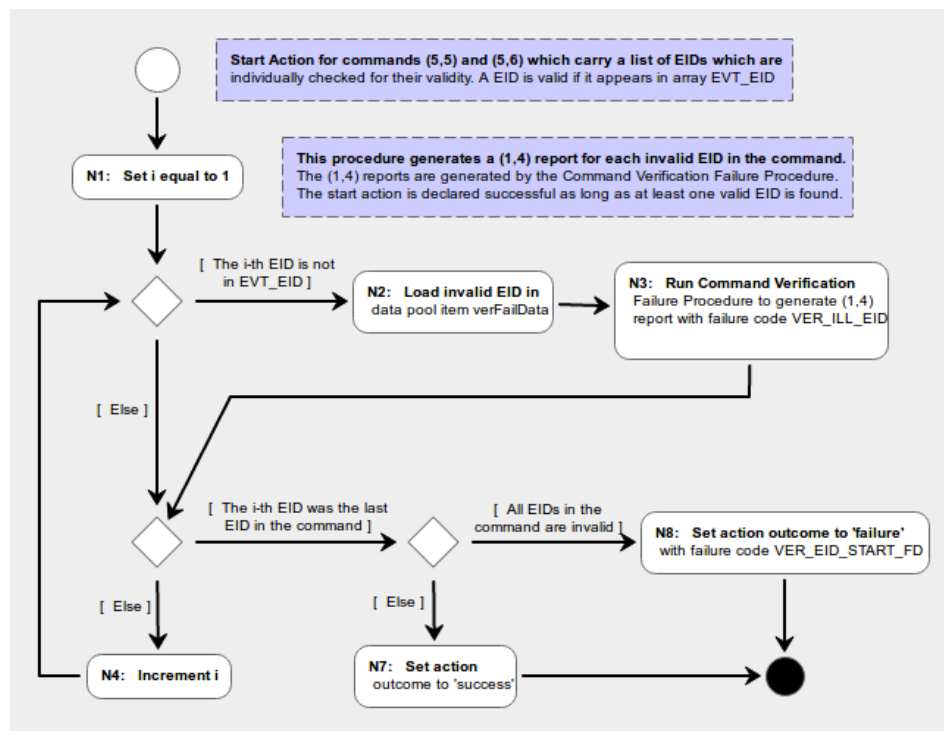 Start Action for commands (5,5) and (5,6) which carry a list of EIDs which are
individually checked for their validity. A EID is valid if it appears in array EVT_EID
This procedure generates a (1,4) report for each invalid EID in the command.
The (1,4) reports are generated by the Command Verification Failure Procedure.
The start action is declared successful as long as at least one valid EID is found.
N1: Set i equal to 1
[ The i-th EID is not
in EVT_EID ]
N2: Load invalid EID in
data pool item verFailData
N3: Run Command Verification
Failure Procedure to generate (1,4)
report with failure code VER_ILL_EID
[ Else ]
[ The i-th EID was the last
EID in the command ]
[ All EIDs in the
command are invalid ]
N8: Set action outcome to 'failure'
with failure code VER_EID_START_FD
[ Else ]
[ Else ]
N4: Increment i
N7: Set action
outcome to 'success'